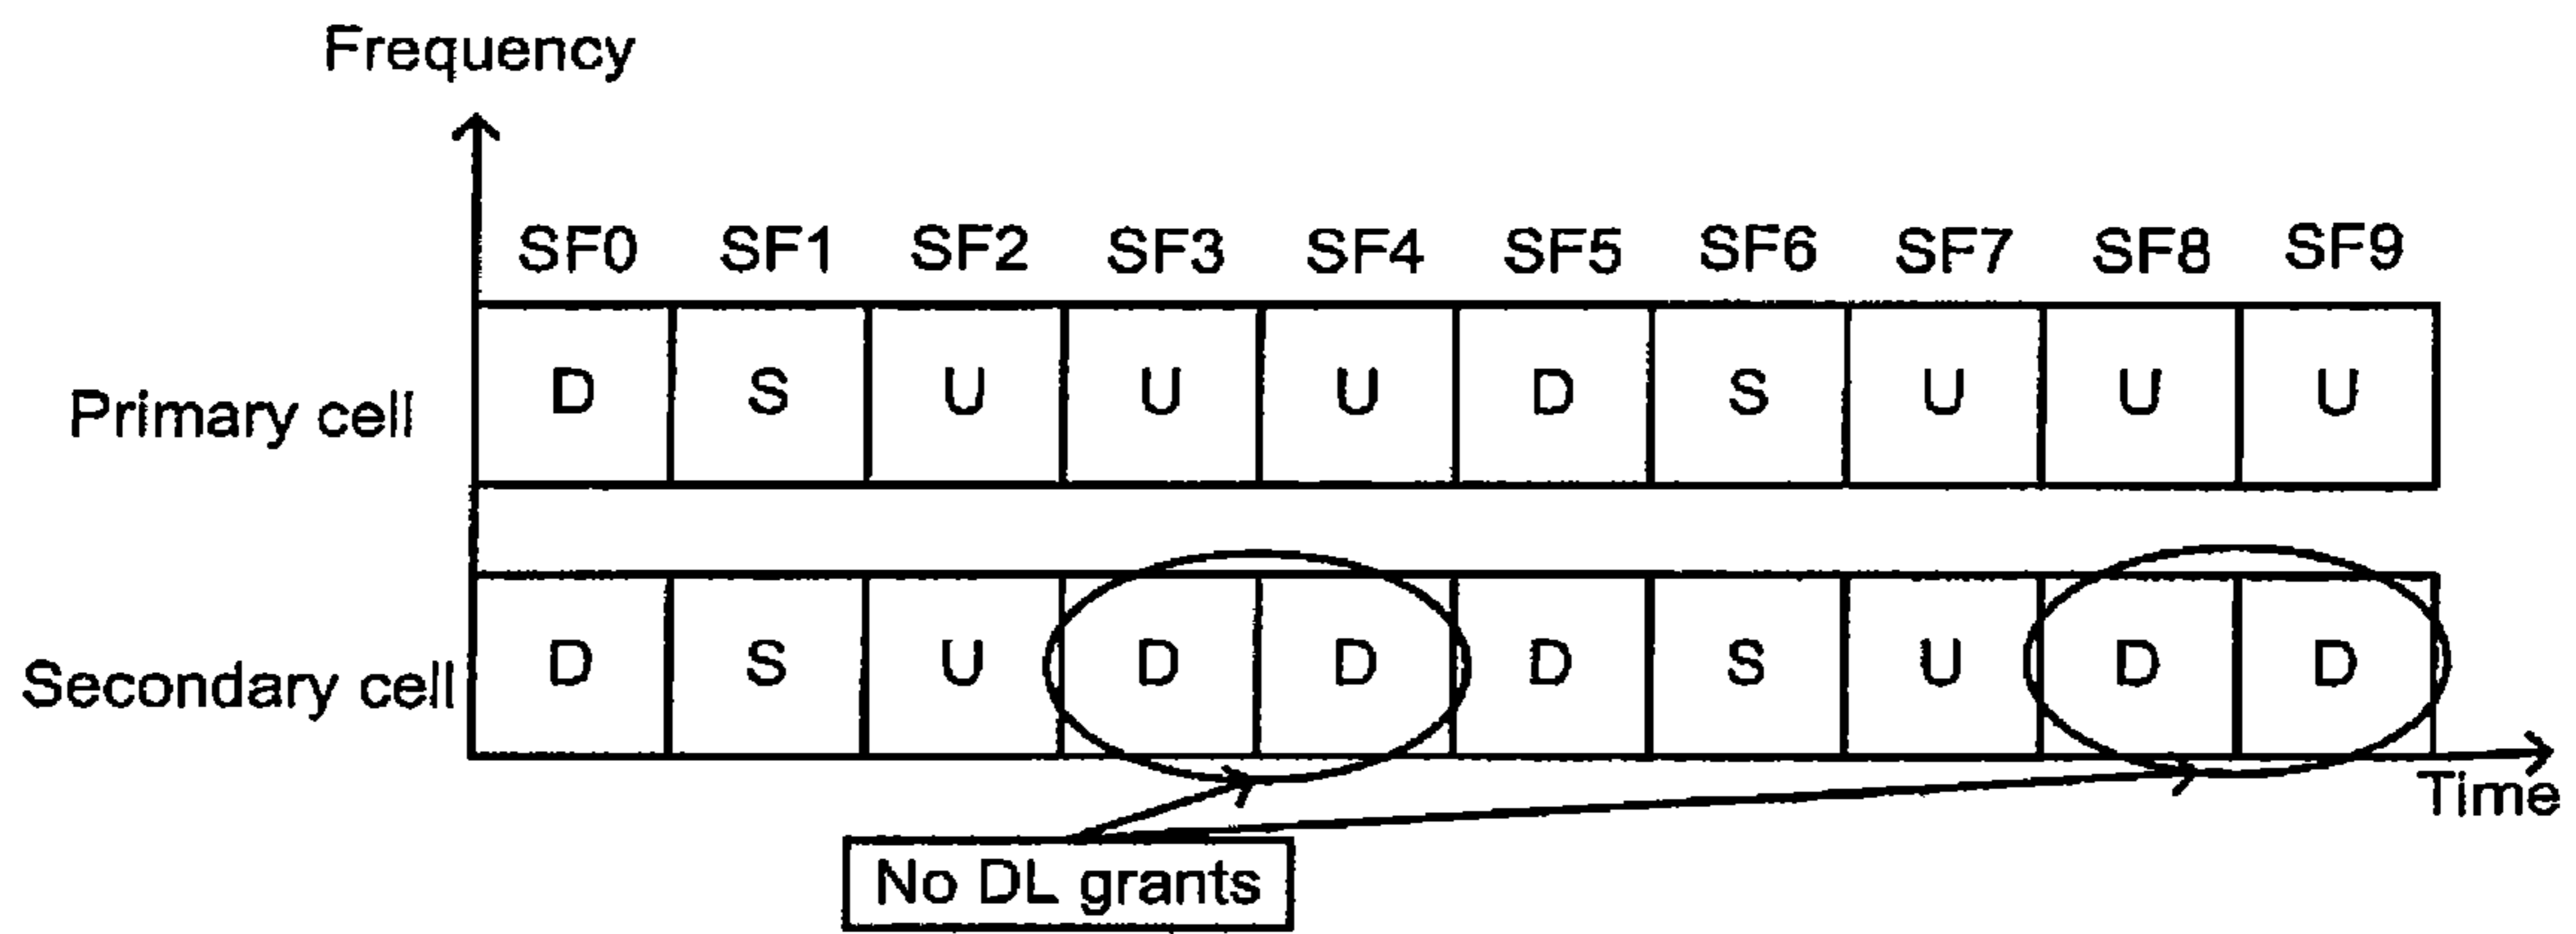 Frequency
SF0 SF1 SF2 SF3 SF4 SF5 SF6 SF7 SF8 SF9
Primary cell D S U U U D S U U U
Secondary cell D S U D D D S U D D
Time
No DL grants